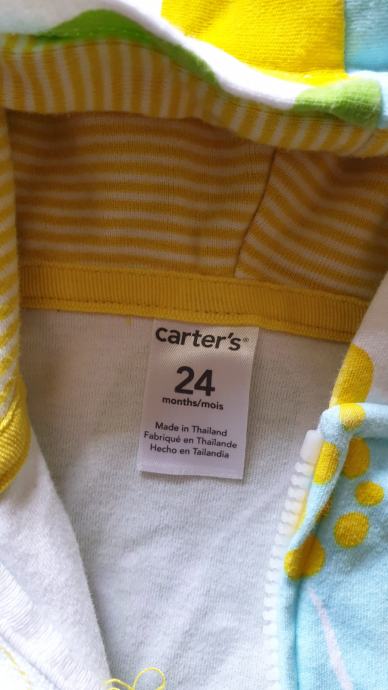 carter's®
24
months/mois
Made in Thailand
Fabriqué en Thaïlande
Hecho en Tailandia